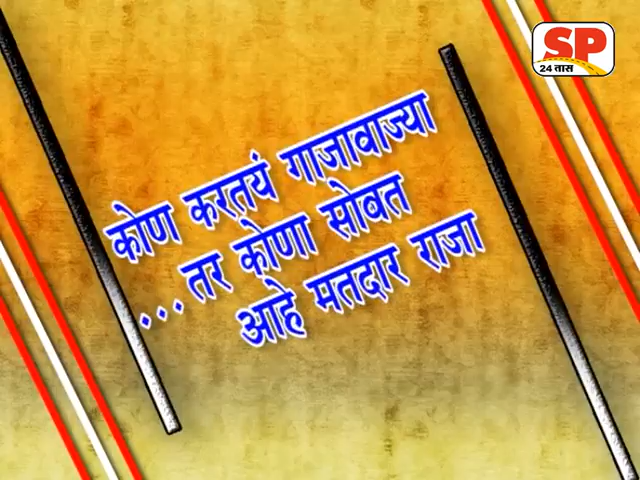 SP
24 तास
कोण करतयं गाजावाज्या
...तर कोणा सोबत
आहे मतदार राजा